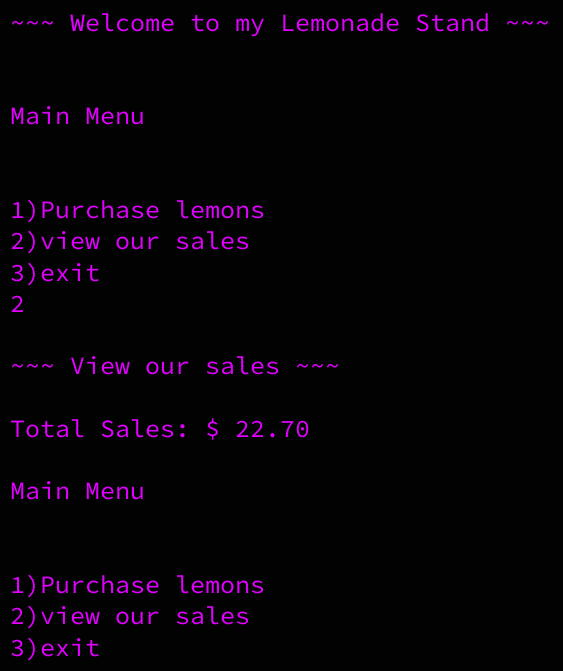 ~~~ Welcome to my Lemonade Stand ~~~
Main Menu
1)Purchase lemons
2)view our sales
3)exit
2
~~~ View our sales ~~~
Total Sales: $ 22.70
Main Menu
1)Purchase lemons
2)view our sales
3)exit